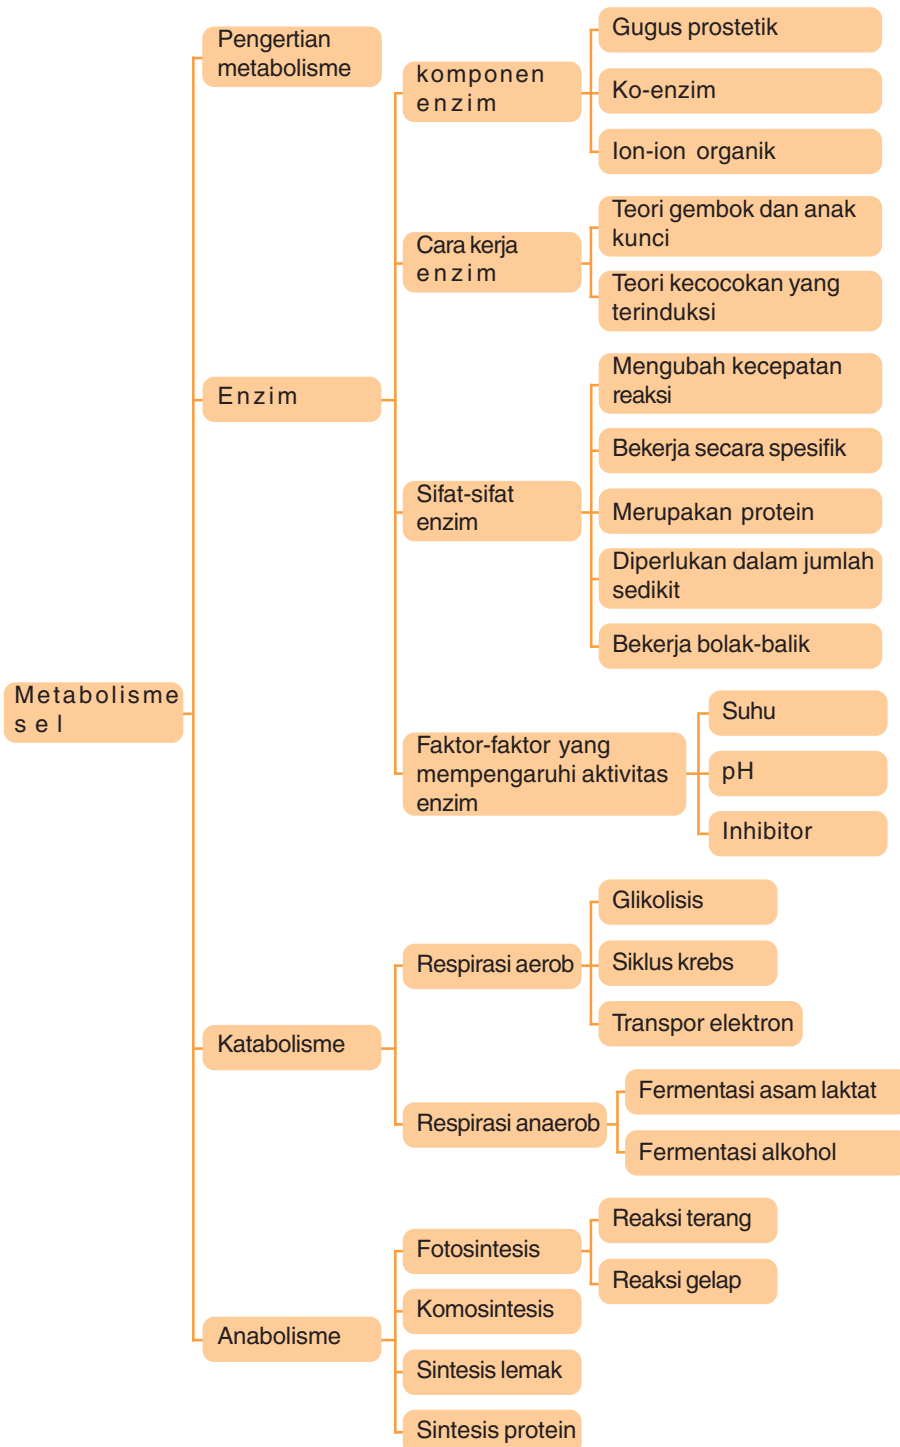 Pengertian
metabolisme
komponen
enzim
Gugus prostetik
Ko-enzim
Ion-ion organik
Cara kerja
enzim
Teori gembok dan anak
kunci
Teori kecocokan yang
terinduksi
Enzim
Mengubah kecepatan
reaksi
Bekerja secara spesifik
Sifat-sifat
enzim
Merupakan protein
Diperlukan dalam jumlah
sedikit
Bekerja bolak-balik
Metabolisme
sel
Faktor-faktor yang
mempengaruhi aktivitas
enzim
Suhu
pH
Inhibitor
Katabolisme
Respirasi aerob
Glikolisis
Siklus krebs
Transpor elektron
Respirasi anaerob
Fermentasi asam laktat
Fermentasi alkohol
Anabolisme
Fotosintesis
Reaksi terang
Reaksi gelap
Komosintesis
Sintesis lemak
Sintesis protein